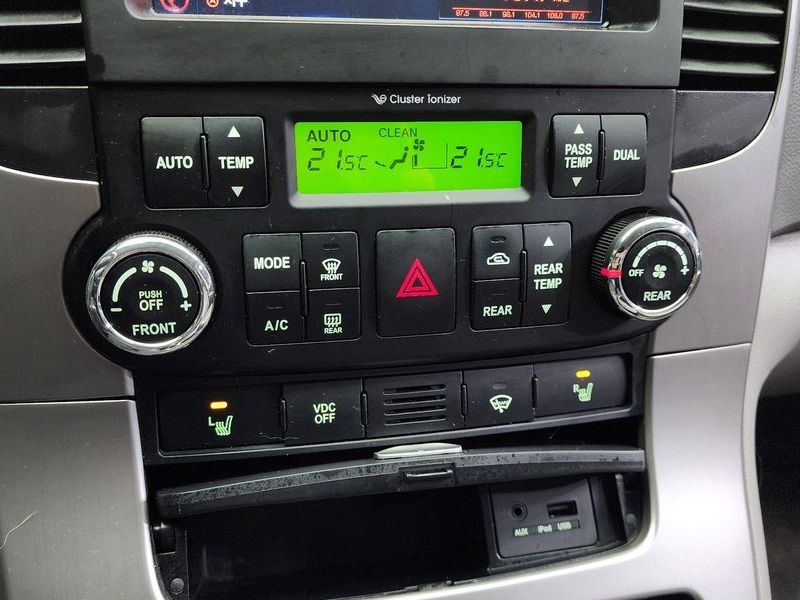 87.5 88.1 98.1 104.1 108.0 87.5
Cluster ionizer
AUTO
TEMP
AUTO CLEAN
21.5C 21.5C
PASS
TEMP
DUAL
MODE
FRONT
A/C
REAR
PUSH
OFF
FRONT
REAR
TEMP
REAR
OFF
REAR
L
VDC
OFF
R
AUX iPod USB